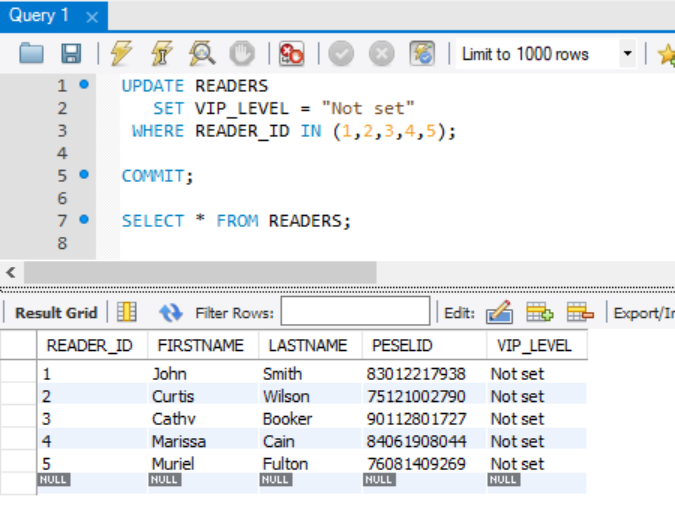 Query 1
Limit to 1000 rows
1 UPDATE READERS
2 SET VIP_LEVEL = "Not set"
3 WHERE READER_ID IN (1,2,3,4,5);
4
5 COMMIT;
6
7 SELECT * FROM READERS;
8
Result Grid Filter Rows: Edit: Export/Ir
READER_ID FIRSTNAME LASTNAME PESELID VIP_LEVEL
1 John Smith 83012217938 Not set
2 Curtis Wilson 75121002790 Not set
3 Cathy Booker 90112801727 Not set
4 Marissa Cain 84061908044 Not set
5 Muriel Fulton 76081409269 Not set
NULL NULL NULL NULL NULL